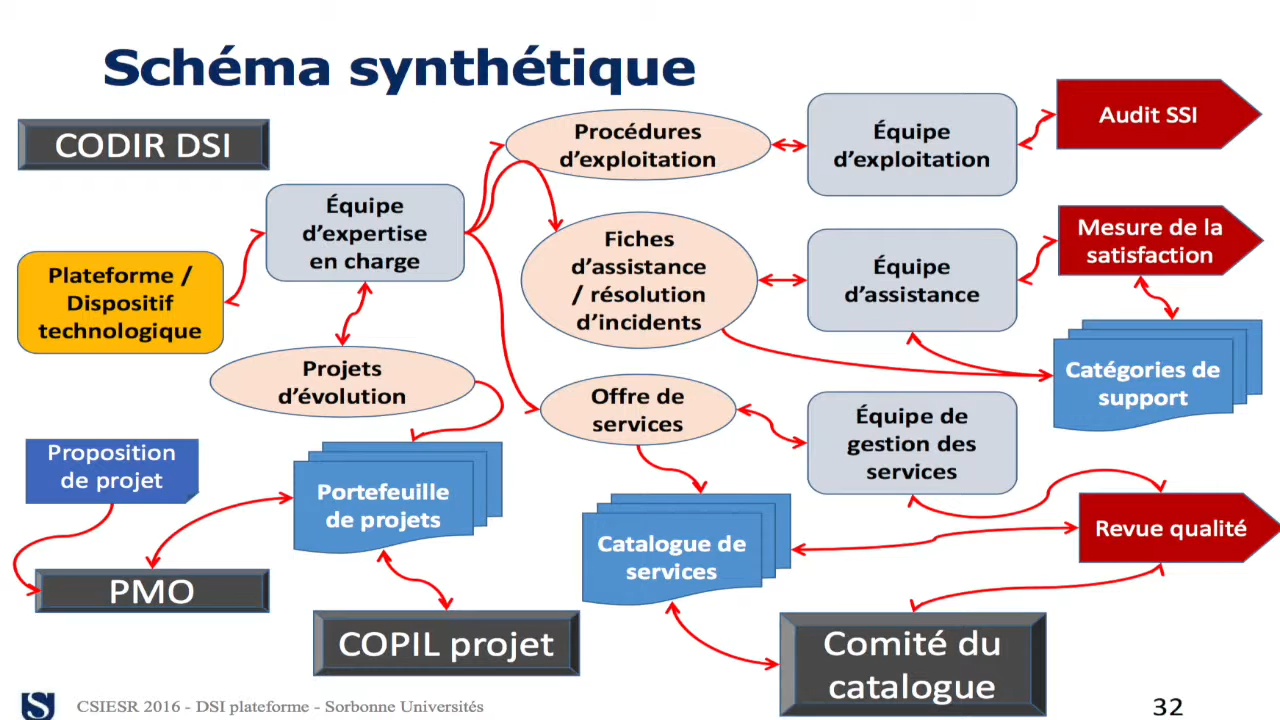 Schéma synthétique
CODIR DSI
Procédures
d’exploitation
Équipe
d’exploitation
Audit SSI
Équipe
d’expertise
en charge
Plateforme /
Dispositif
technologique
Fiches
d’assistance
/ résolution
d’incidents
Équipe
d’assistance
Mesure de la
satisfaction
Projets
d’évolution
Catégories de
support
Offre de
services
Équipe de
gestion des
services
Proposition
de projet
Portefeuille
de projets
Catalogue de
services
Revue qualité
PMO
COPIL projet
Comité du
catalogue
S
CSIESR 2016 - DSI plateforme - Sorbonne Universités
32